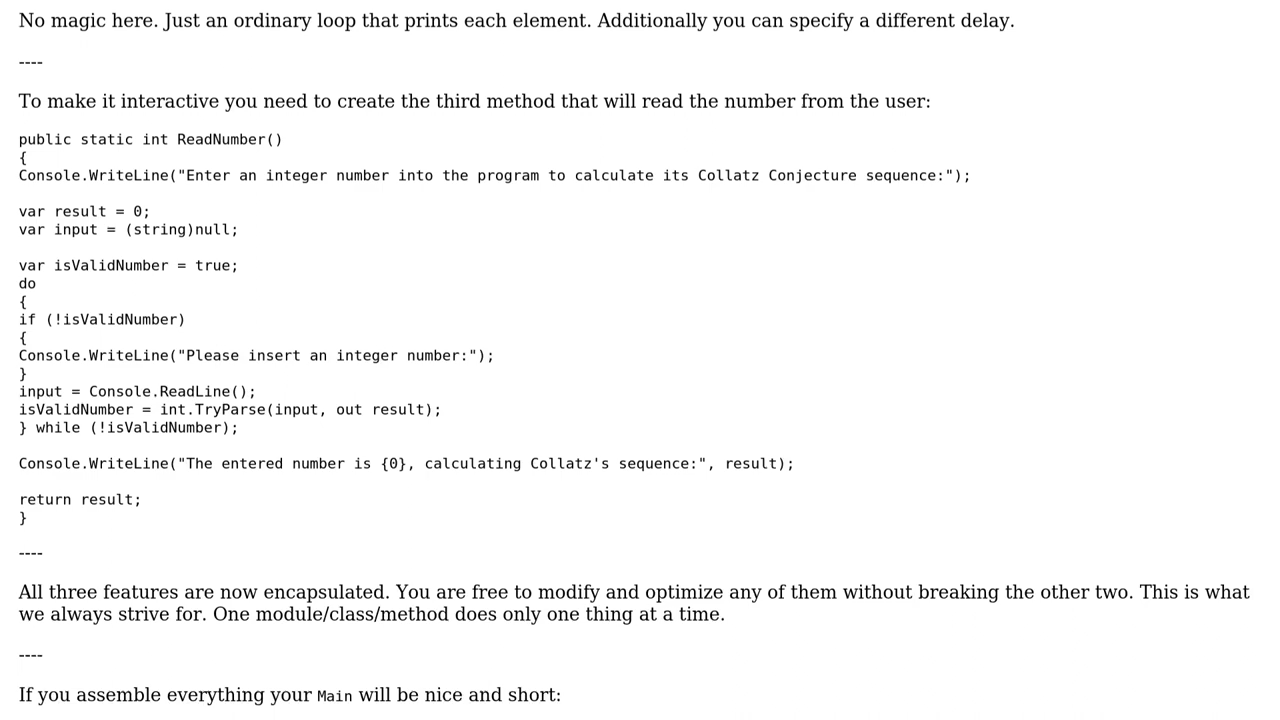 No magic here. Just an ordinary loop that prints each element. Additionally you can specify a different delay.
----
To make it interactive you need to create the third method that will read the number from the user:
public static int ReadNumber()
{
Console.WriteLine("Enter an integer number into the program to calculate its Collatz Conjecture sequence:");
var result = 0;
var input = (string)null;
var isValidNumber = true;
do
{
if (!isValidNumber)
{
Console.WriteLine("Please insert an integer number:");
}
input = Console.ReadLine();
isValidNumber = int.TryParse(input, out result);
} while (!isValidNumber);
Console.WriteLine("The entered number is {0}, calculating Collatz's sequence:", result);
return result;
}
----
All three features are now encapsulated. You are free to modify and optimize any of them without breaking the other two. This is what
we always strive for. One module/class/method does only one thing at a time.
----
If you assemble everything your Main will be nice and short: